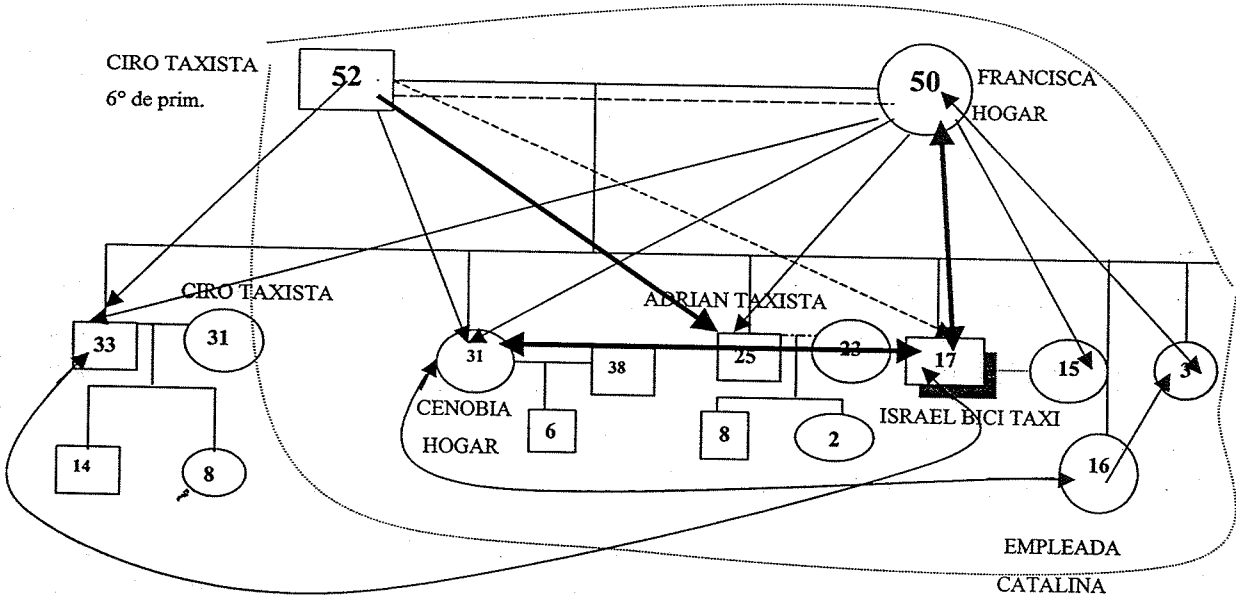 CIRO TAXISTA
6º de prim.
52
50
FRANCISCA
HOGAR
CIRO TAXISTA
ADRIAN TAXISTA
33
31
31
38
25
23
17
15
3
CENOBIA
HOGAR
ISRAEL BICI TAXI
6
8
2
14
8
16
EMPLEADA
CATALINA